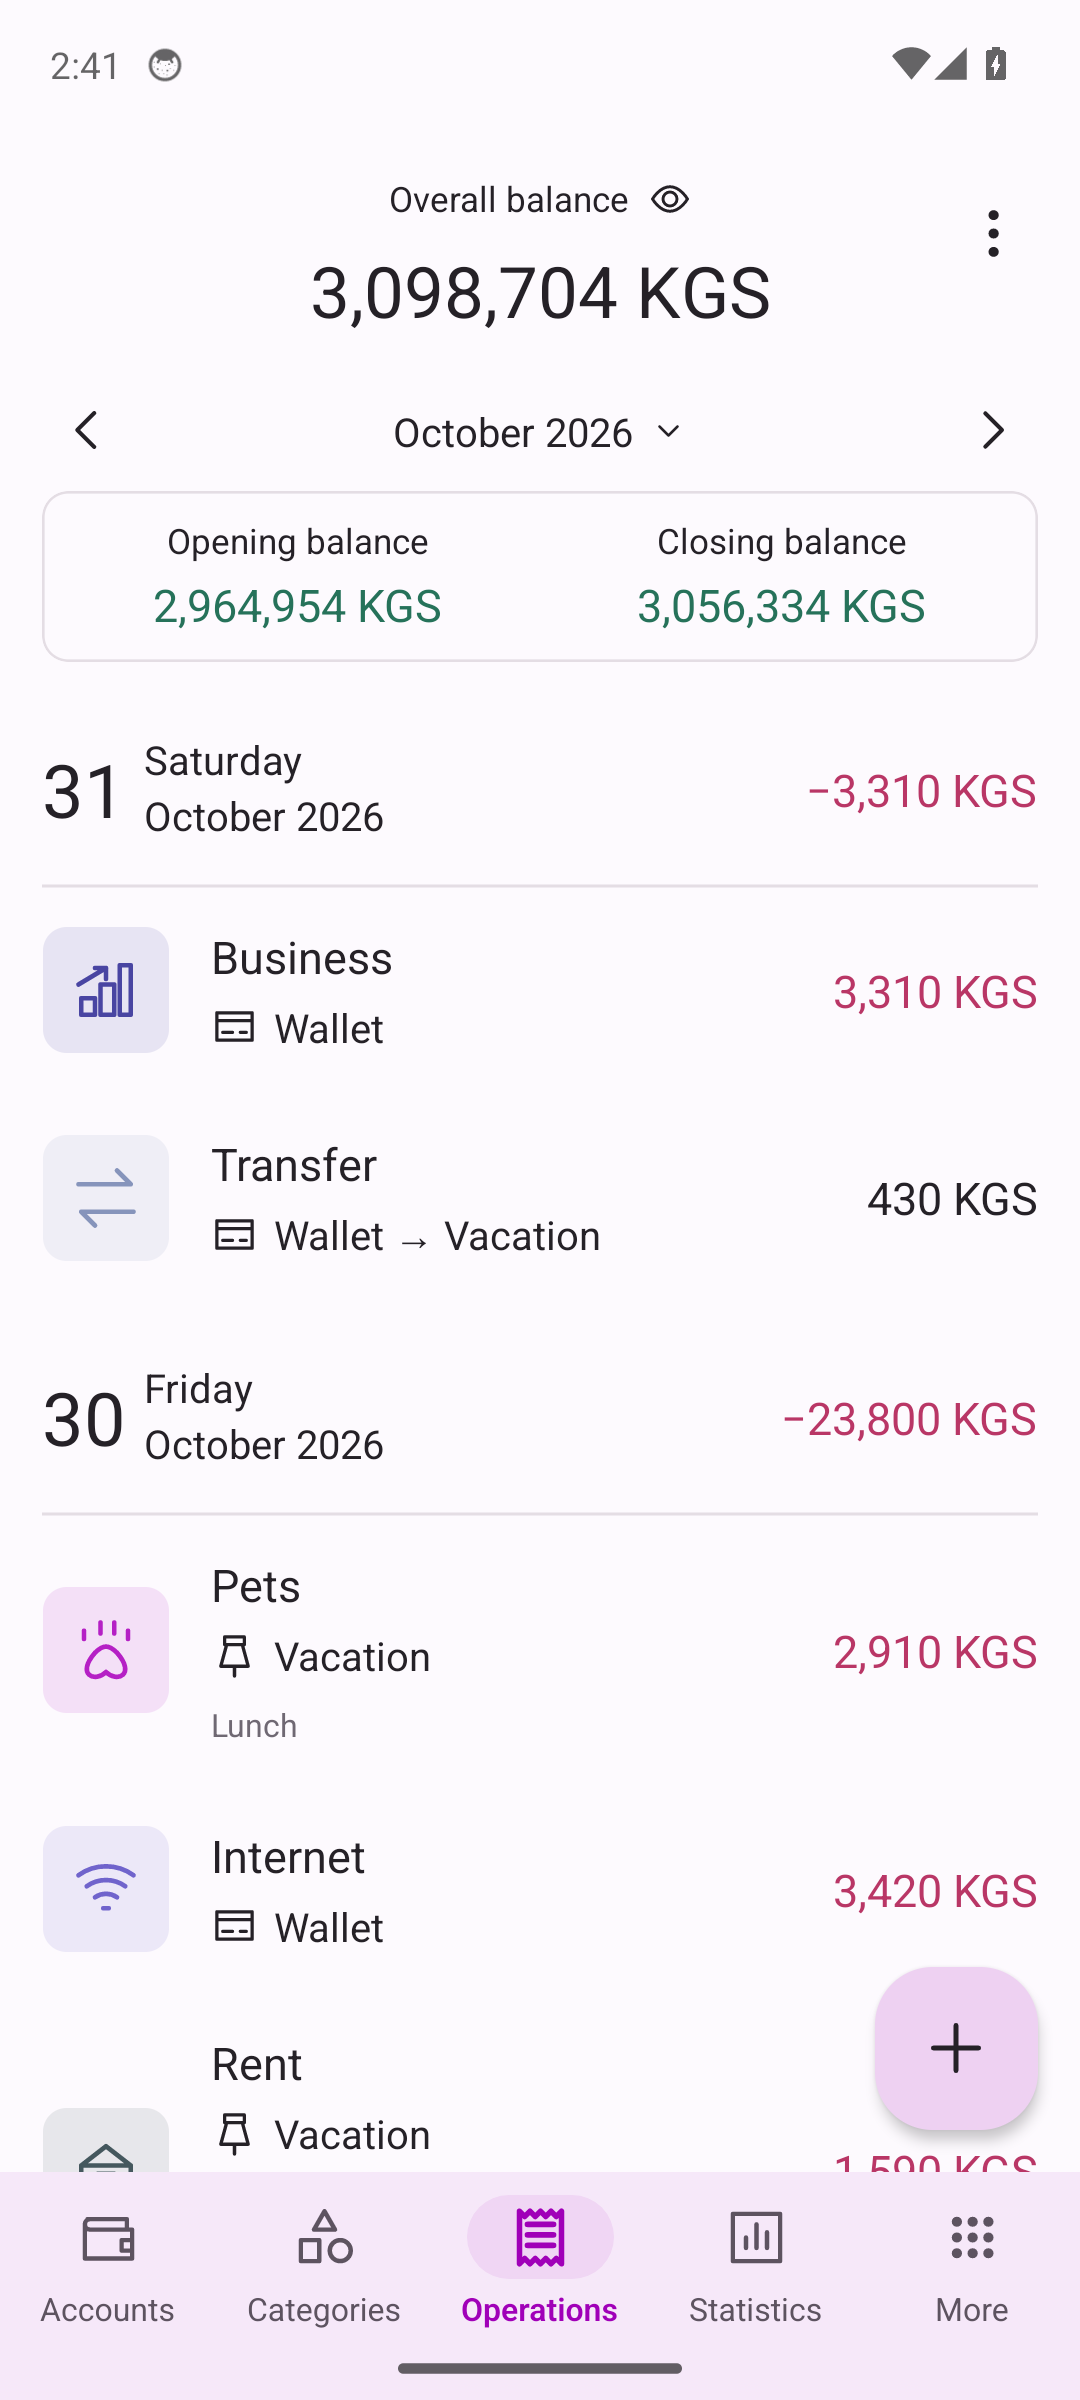 2:41
Overall balance
3,098,704 KGS
October 2026
Opening balance
Closing balance
2,964,954 KGS
3,056,334 KGS
31
Saturday
October 2026
−3,310 KGS
Business
Wallet
3,310 KGS
Transfer
Wallet → Vacation
430 KGS
30
Friday
October 2026
−23,800 KGS
Pets
Vacation
Lunch
2,910 KGS
Internet
Wallet
3,420 KGS
Rent
Vacation
1,590 KGS
Accounts
Categories
Operations
Statistics
More